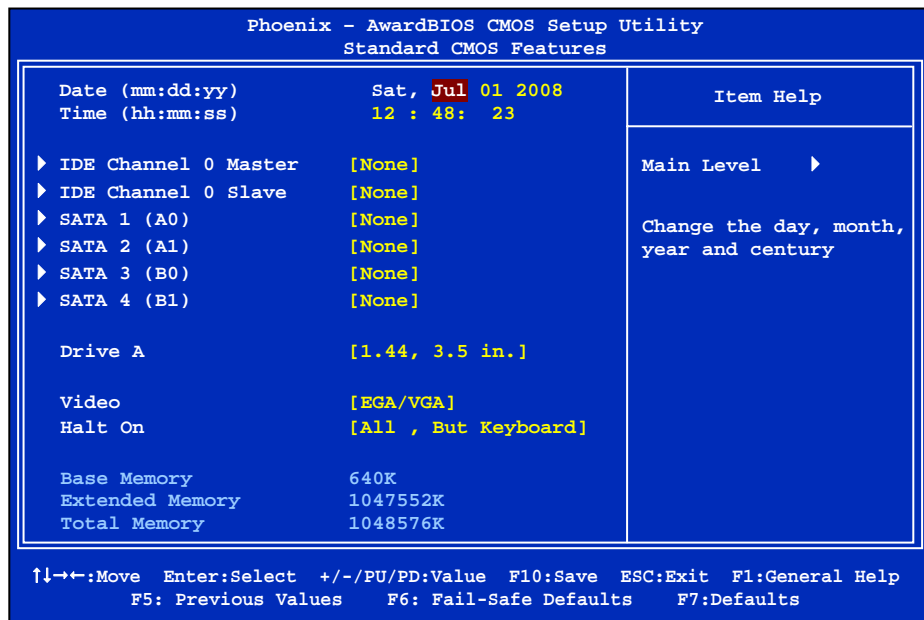 Phoenix – AwardBIOS CMOS Setup Utility
Standard CMOS Features
Date (mm:dd:yy) Sat, Jul 01 2008
Time (hh:mm:ss) 12 : 48: 23
IDE Channel 0 Master [None]
IDE Channel 0 Slave [None]
SATA 1 (A0) [None]
SATA 2 (A1) [None]
SATA 3 (B0) [None]
SATA 4 (B1) [None]
Drive A [1.44, 3.5 in.]
Video [EGA/VGA]
Halt On [All , But Keyboard]
Base Memory 640K
Extended Memory 1047552K
Total Memory 1048576K
Item Help
Main Level
Change the day, month,
year and century
↑↓→←:Move Enter:Select +/-/PU/PD:Value F10:Save ESC:Exit F1:General Help
F5: Previous Values F6: Fail-Safe Defaults F7:Defaults